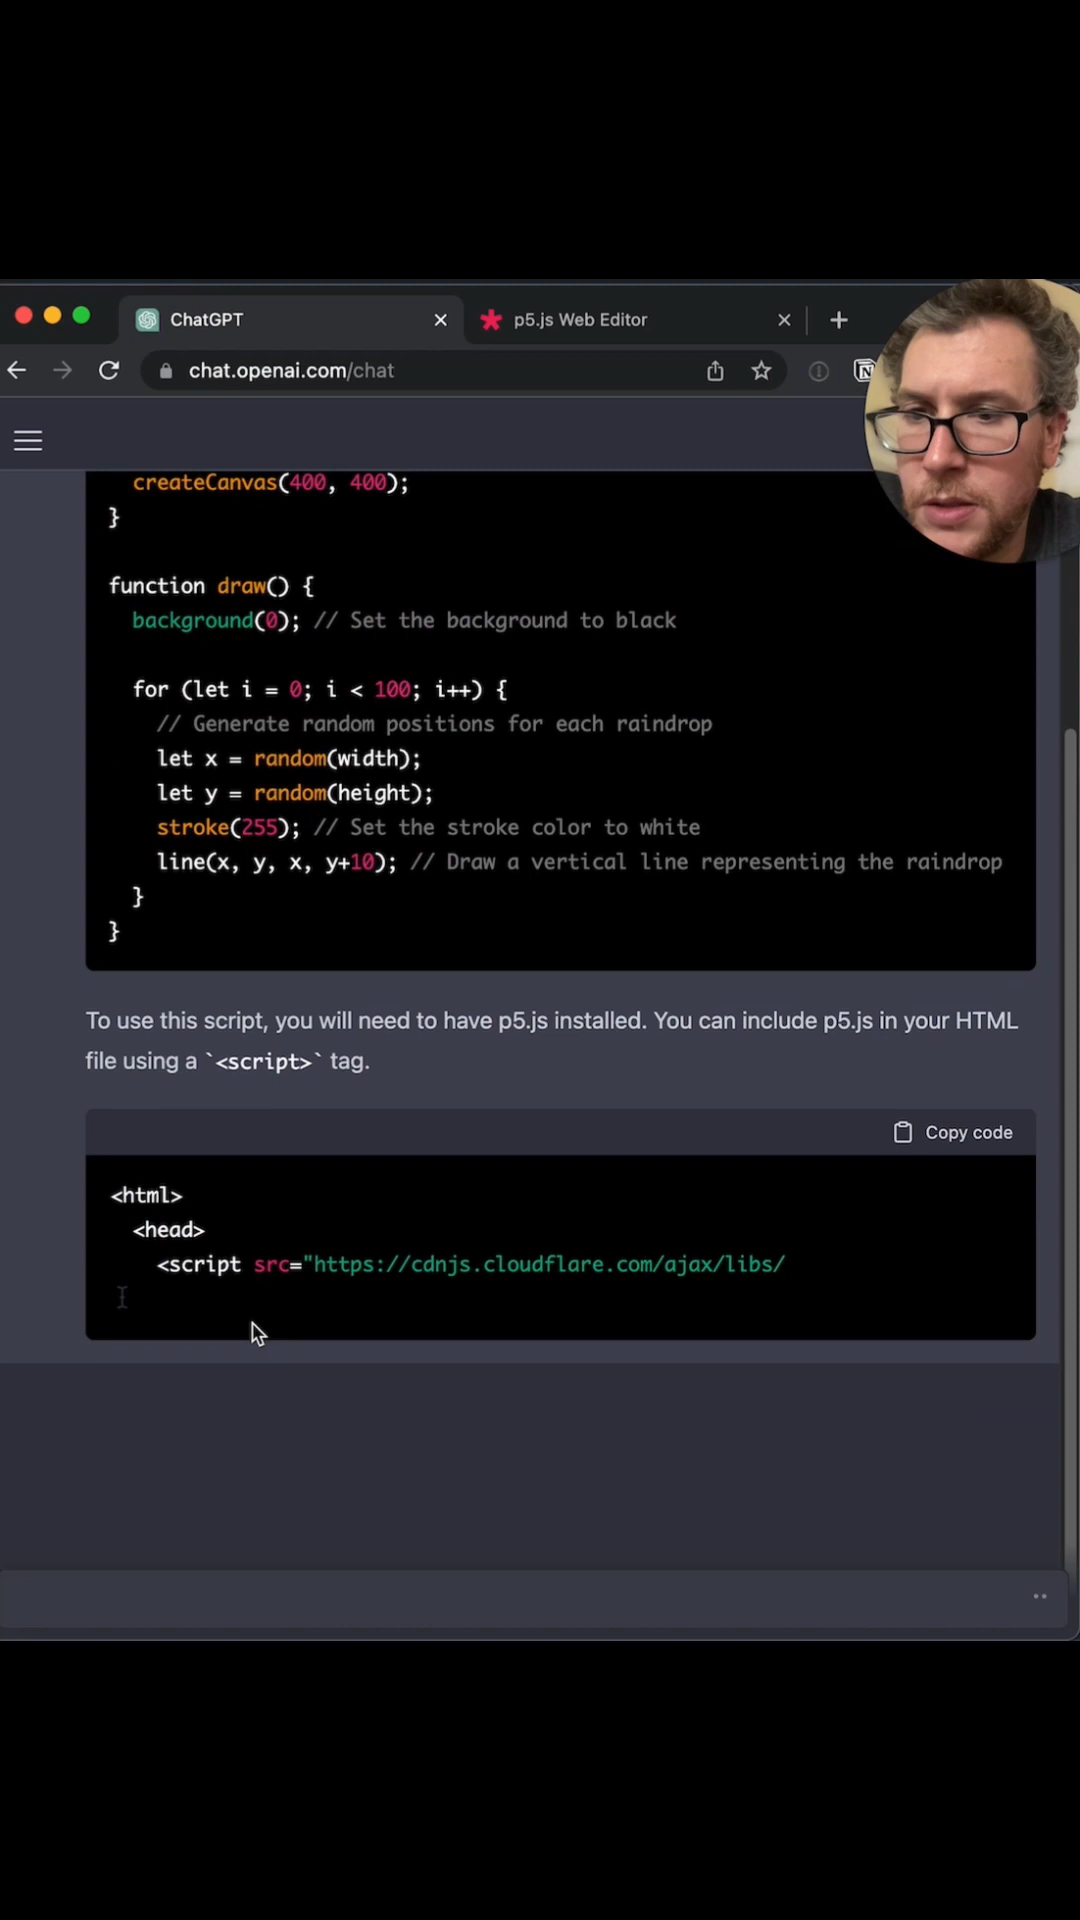 ChatGPT
p5.js Web Editor
chat.openai.com/chat
createCanvas(400, 400);
}
function draw() {
background(0); // Set the background to black
for (let i = 0; i < 100; i++) {
// Generate random positions for each raindrop
let x = random(width);
let y = random(height);
stroke(255); // Set the stroke color to white
line(x, y, x, y+10); // Draw a vertical line representing the raindrop
}
}
To use this script, you will need to have p5.js installed. You can include p5.js in your HTML
file using a `<script>` tag.
Copy code
<html>
<head>
<script src="https://cdnjs.cloudflare.com/ajax/libs/